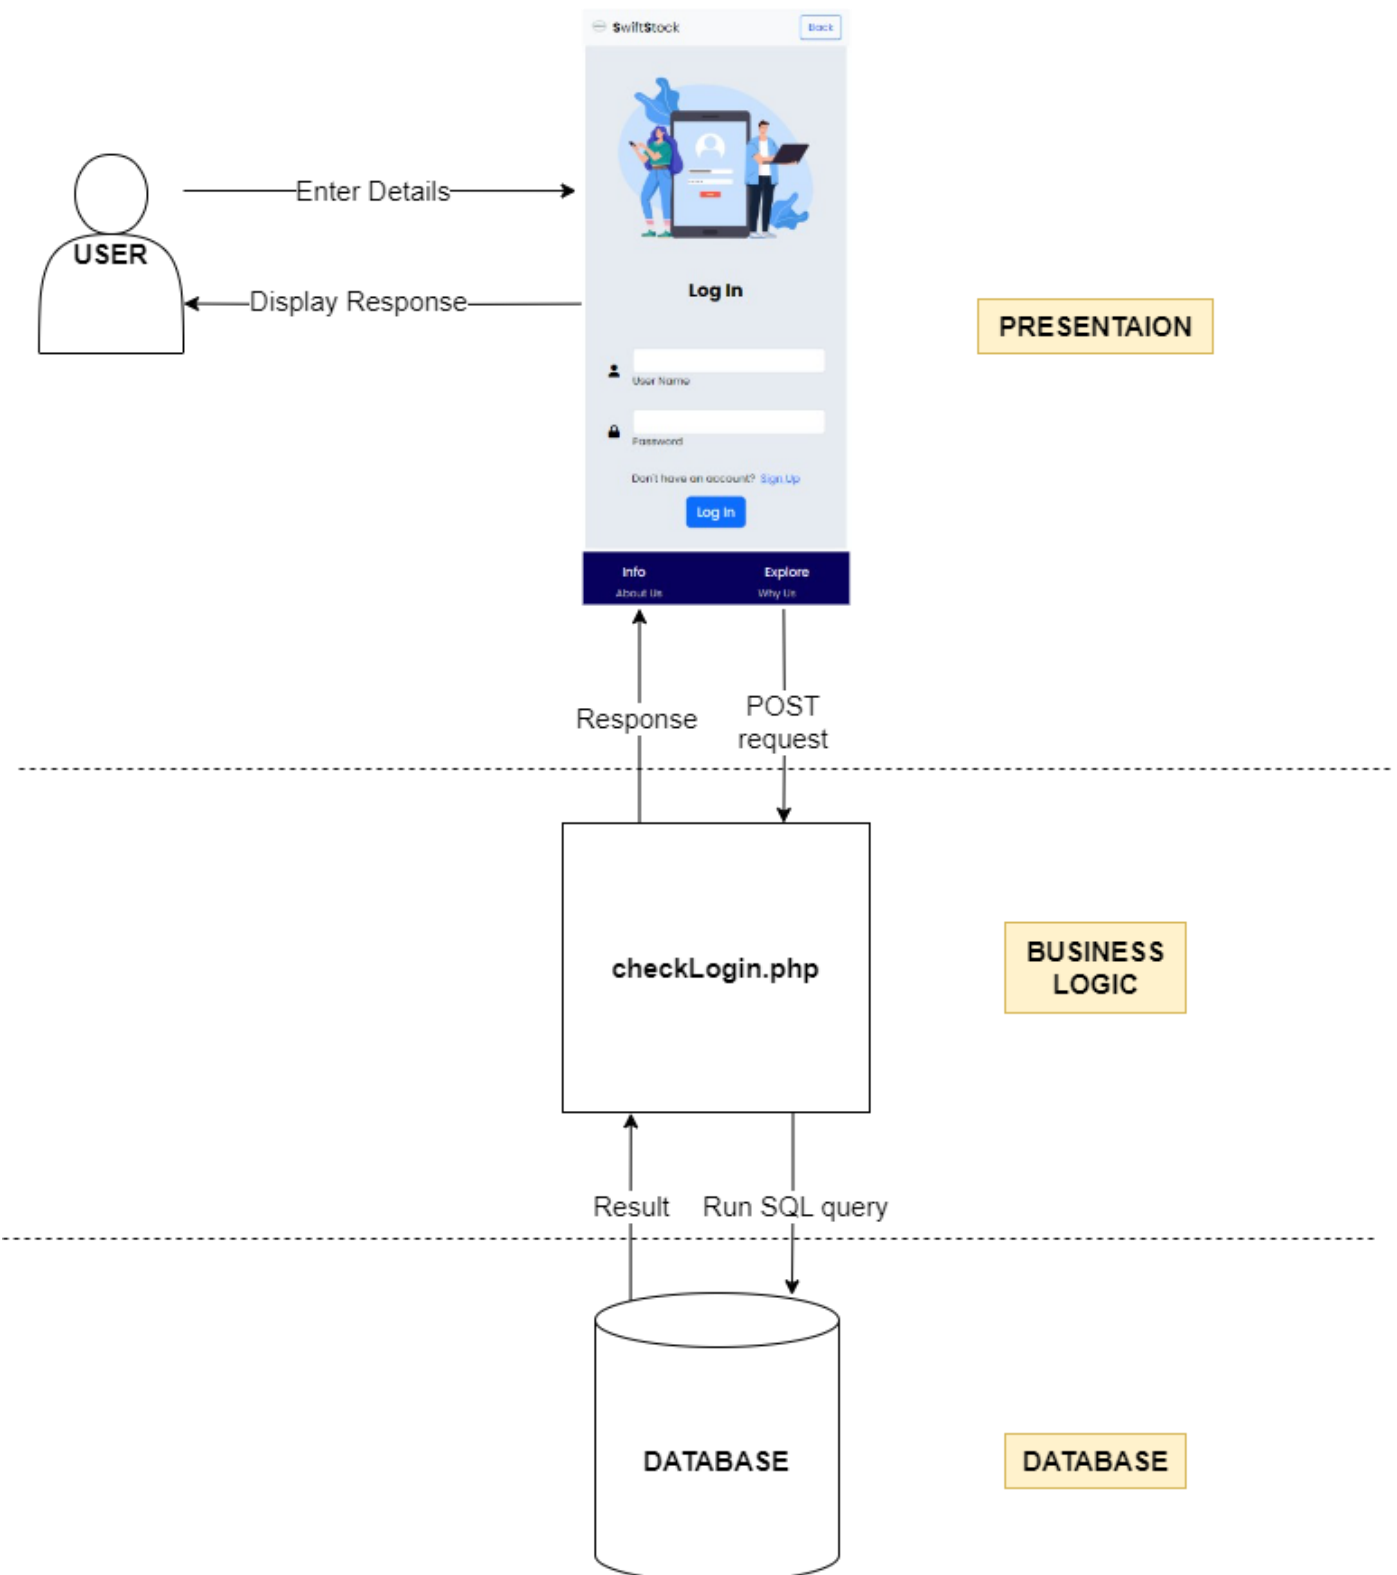 SwiftStock
Back
Enter Details
USER
Display Response
Log In
PRESENTAION
User Name
Password
Don't have an account? Sign Up
Log In
Info
Explore
About Us
Why Us
Response
POST
request
checkLogin.php
BUSINESS
LOGIC
Result
Run SQL query
DATABASE
DATABASE